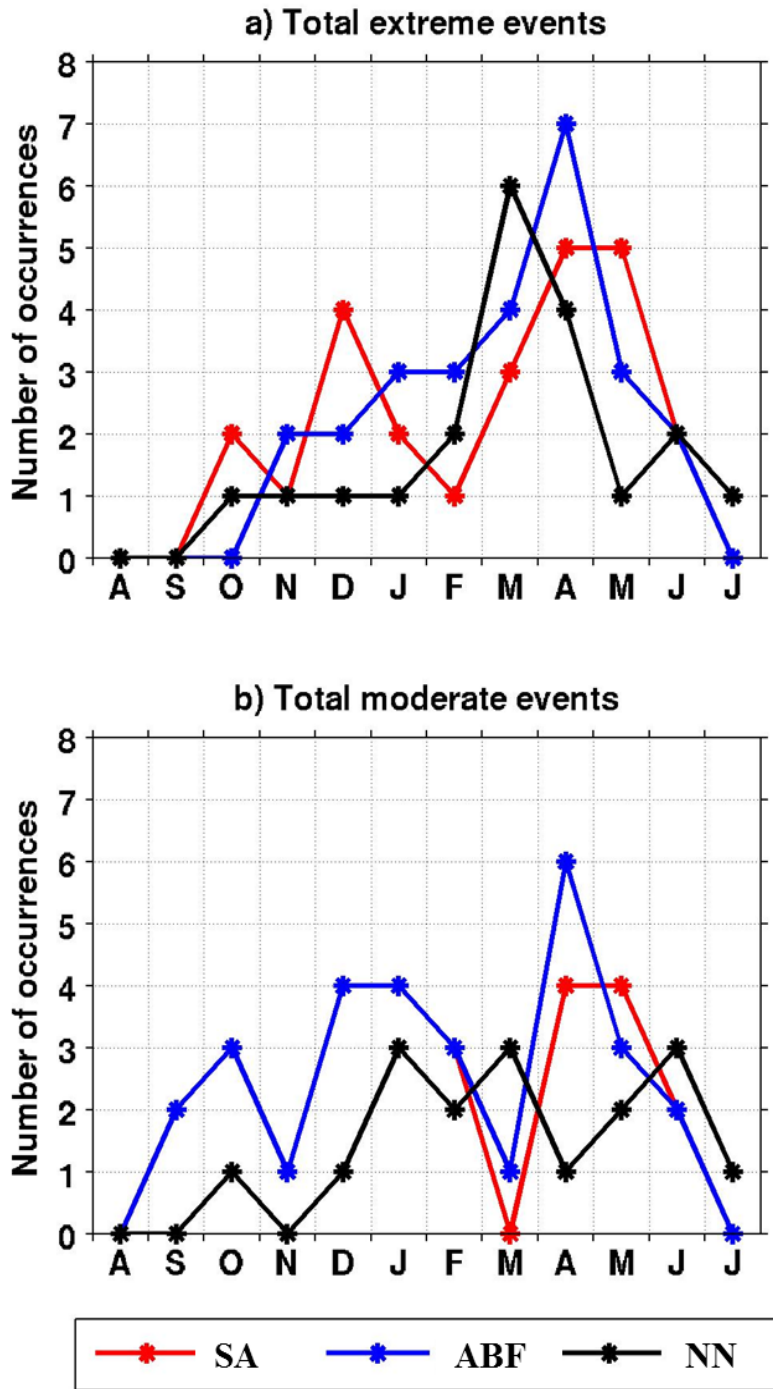 a) Total extreme events
Number of occurrences
8
7
6
5
4
3
2
1
0
A S O N D J F M A M J J
b) Total moderate events
Number of occurrences
8
7
6
5
4
3
2
1
0
A S O N D J F M A M J J
SA ABF NN